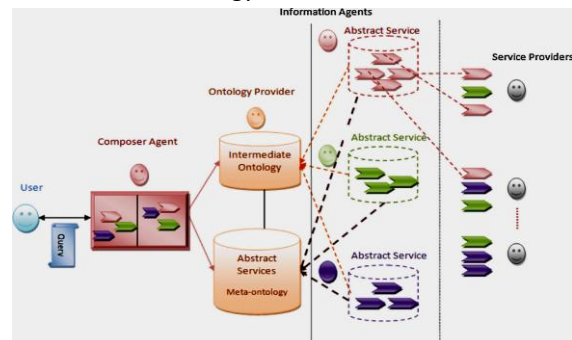 Information Agents
Abstract Service
Service Providers
Ontology Provider
Composer Agent
Intermediate
Ontology
Abstract Service
User
Query
Abstract
Services
Meta-ontology
Abstract Service